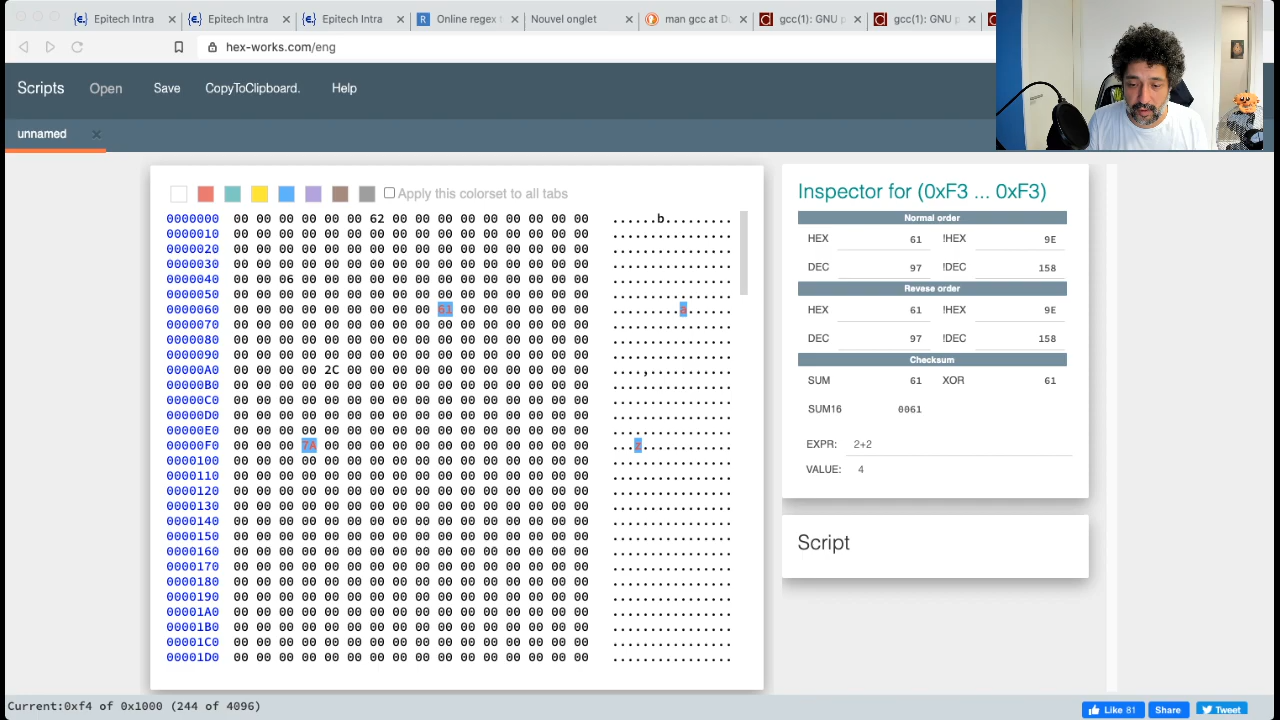 Epitech Intra
Epitech Intra
Epitech Intra
Online regex
Nouvel onglet
man gcc at D
gcc(1): GNU p
gcc(1): GNU p
hex-works.com/eng
Scripts Open Save CopyToClipboard. Help
unnamed
Apply this colorset to all tabs
0000000 00 00 00 00 00 00 62 00 00 00 00 00 00 00 00 00 ......b.........
0000010 00 00 00 00 00 00 00 00 00 00 00 00 00 00 00 00 ................
0000020 00 00 00 00 00 00 00 00 00 00 00 00 00 00 00 00 ................
0000030 00 00 00 00 00 00 00 00 00 00 00 00 00 00 00 00 ................
0000040 00 00 06 00 00 00 00 00 00 00 00 00 00 00 00 00 ................
0000050 00 00 00 00 00 00 00 00 00 00 00 00 00 00 00 00 ................
0000060 00 00 00 00 00 00 00 00 00 61 00 00 00 00 00 00 .........a......
0000070 00 00 00 00 00 00 00 00 00 00 00 00 00 00 00 00 ................
0000080 00 00 00 00 00 00 00 00 00 00 00 00 00 00 00 00 ................
0000090 00 00 00 00 00 00 00 00 00 00 00 00 00 00 00 00 ................
00000A0 00 00 00 00 2C 00 00 00 00 00 00 00 00 00 00 00 ....,...........
00000B0 00 00 00 00 00 00 00 00 00 00 00 00 00 00 00 00 ................
00000C0 00 00 00 00 00 00 00 00 00 00 00 00 00 00 00 00 ................
00000D0 00 00 00 00 00 00 00 00 00 00 00 00 00 00 00 00 ................
00000E0 00 00 00 00 00 00 00 00 00 00 00 00 00 00 00 00 ................
00000F0 00 00 00 7A 00 00 00 00 00 00 00 00 00 00 00 00 ...z............
0000100 00 00 00 00 00 00 00 00 00 00 00 00 00 00 00 00 ................
0000110 00 00 00 00 00 00 00 00 00 00 00 00 00 00 00 00 ................
0000120 00 00 00 00 00 00 00 00 00 00 00 00 00 00 00 00 ................
0000130 00 00 00 00 00 00 00 00 00 00 00 00 00 00 00 00 ................
0000140 00 00 00 00 00 00 00 00 00 00 00 00 00 00 00 00 ................
0000150 00 00 00 00 00 00 00 00 00 00 00 00 00 00 00 00 ................
0000160 00 00 00 00 00 00 00 00 00 00 00 00 00 00 00 00 ................
0000170 00 00 00 00 00 00 00 00 00 00 00 00 00 00 00 00 ................
0000180 00 00 00 00 00 00 00 00 00 00 00 00 00 00 00 00 ................
0000190 00 00 00 00 00 00 00 00 00 00 00 00 00 00 00 00 ................
00001A0 00 00 00 00 00 00 00 00 00 00 00 00 00 00 00 00 ................
00001B0 00 00 00 00 00 00 00 00 00 00 00 00 00 00 00 00 ................
00001C0 00 00 00 00 00 00 00 00 00 00 00 00 00 00 00 00 ................
00001D0 00 00 00 00 00 00 00 00 00 00 00 00 00 00 00 00 ................
Inspector for (0xF3 ... 0xF3)
Normal order
HEX 61 !HEX 9E
DEC 97 !DEC 158
Revese order
HEX 61 !HEX 9E
DEC 97 !DEC 158
Checksum
SUM 61 XOR 61
SUM16 0061
EXPR: 2+2
VALUE: 4
Script
Current:0xf4 of 0x1000 (244 of 4096)
Like 81
Share
Tweet